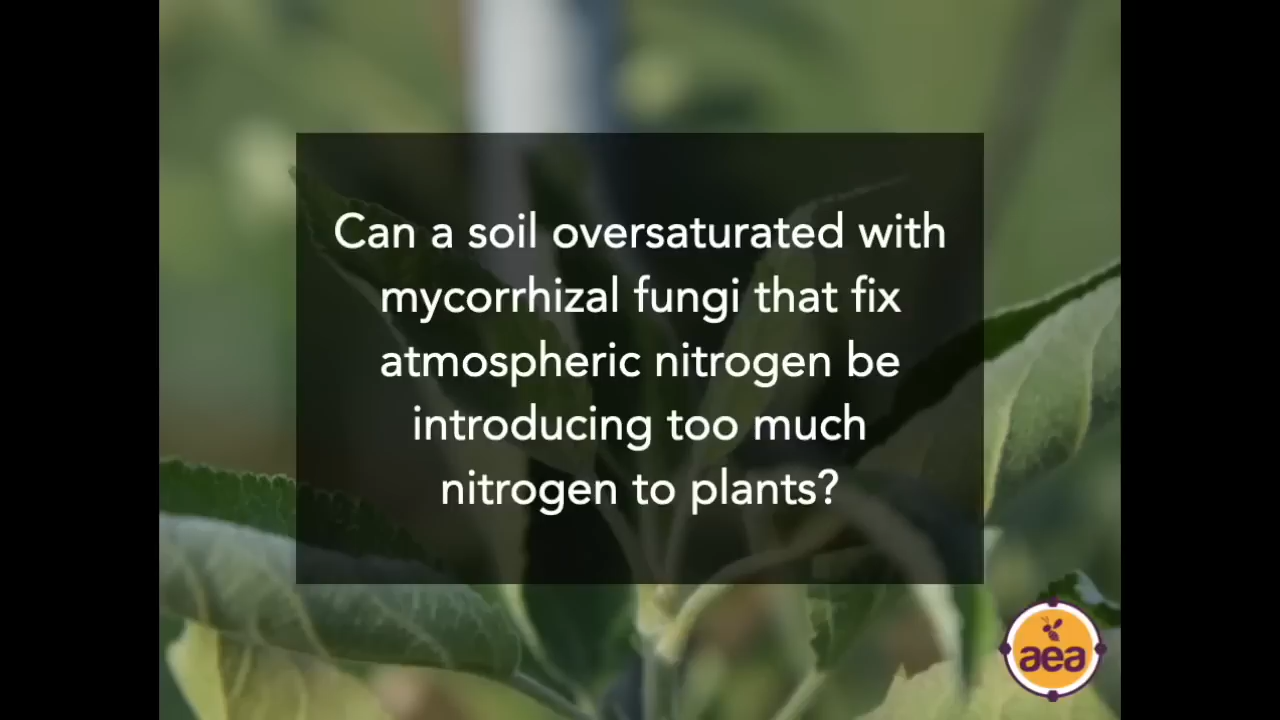 Can a soil oversaturated with
mycorrhizal fungi that fix
atmospheric nitrogen be
introducing too much
nitrogen to plants?
aea